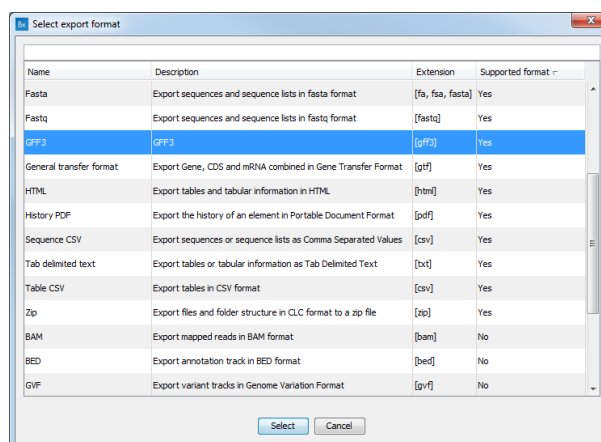 Bx Select export format
Name Description Extension Supported format
Fasta Export sequences and sequence lists in fasta format [fa, fsa, fasta] Yes
Fastq Export sequences and sequence lists in fastq format [fastq] Yes
GFF3 GFF3 [gff3] Yes
General transfer format Export Gene, CDS and mRNA combined in Gene Transfer Format [gtf] Yes
HTML Export tables and tabular information in HTML [html] Yes
History PDF Export the history of an element in Portable Document Format [pdf] Yes
Sequence CSV Export sequences or sequence lists as Comma Separated Values [csv] Yes
Tab delimited text Export tables or tabular information as Tab Delimited Text [txt] Yes
Table CSV Export tables in CSV format [csv] Yes
Zip Export files and folder structure in CLC format to a zip file [zip] Yes
BAM Export mapped reads in BAM format [bam] No
BED Export annotation track in BED format [bed] No
GVF Export variant tracks in Genome Variation Format [gvf] No
Select Cancel